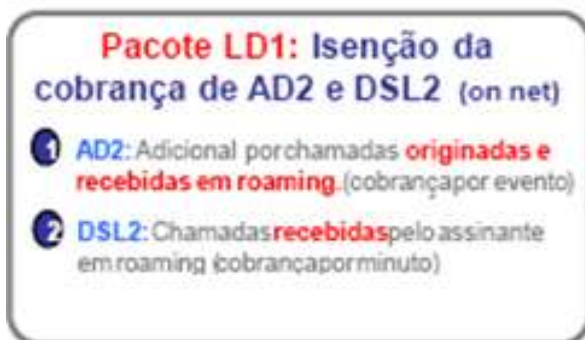 Pacote LD1: Isenção da
cobrança de AD2 e DSL2 (on net)
1 AD2: Adicional por chamadas originadas e
recebidas em roaming. (cobrança por evento)
2 DSL2: Chamadas recebidas pelo assinante
em roaming (cobrança por minuto)